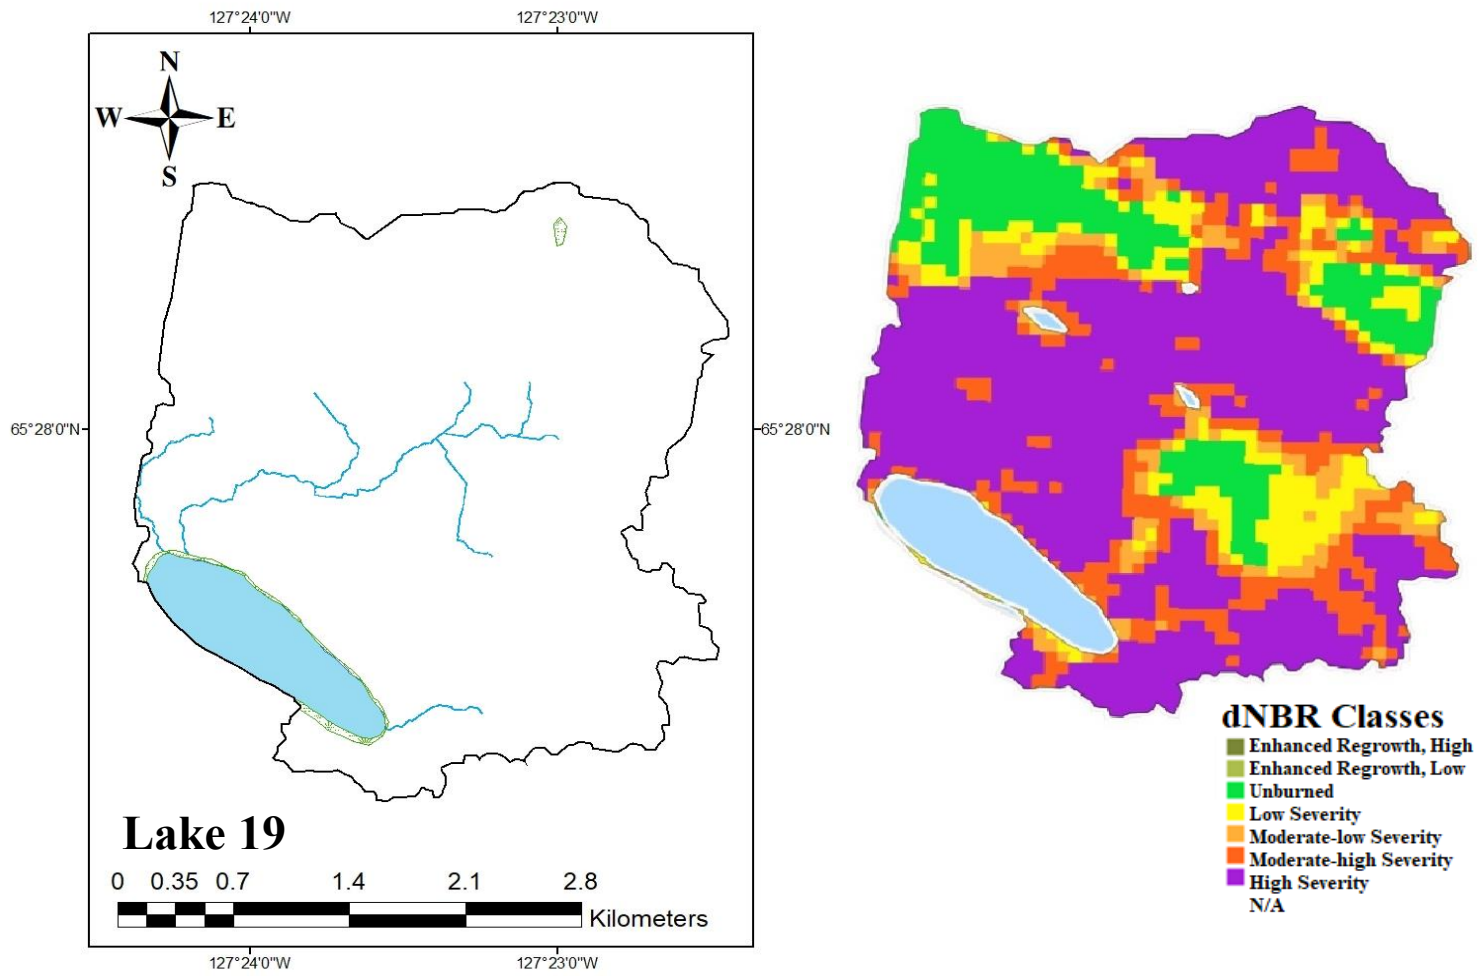 127°24'0"W 127°23'0"W
N
W E
S
65°28'0"N 65°28'0"N
Lake 19
0 0.35 0.7 1.4 2.1 2.8
Kilometers
127°24'0"W 127°23'0"W
dNBR Classes
Enhanced Regrowth, High
Enhanced Regrowth, Low
Unburned
Low Severity
Moderate-low Severity
Moderate-high Severity
High Severity
N/A